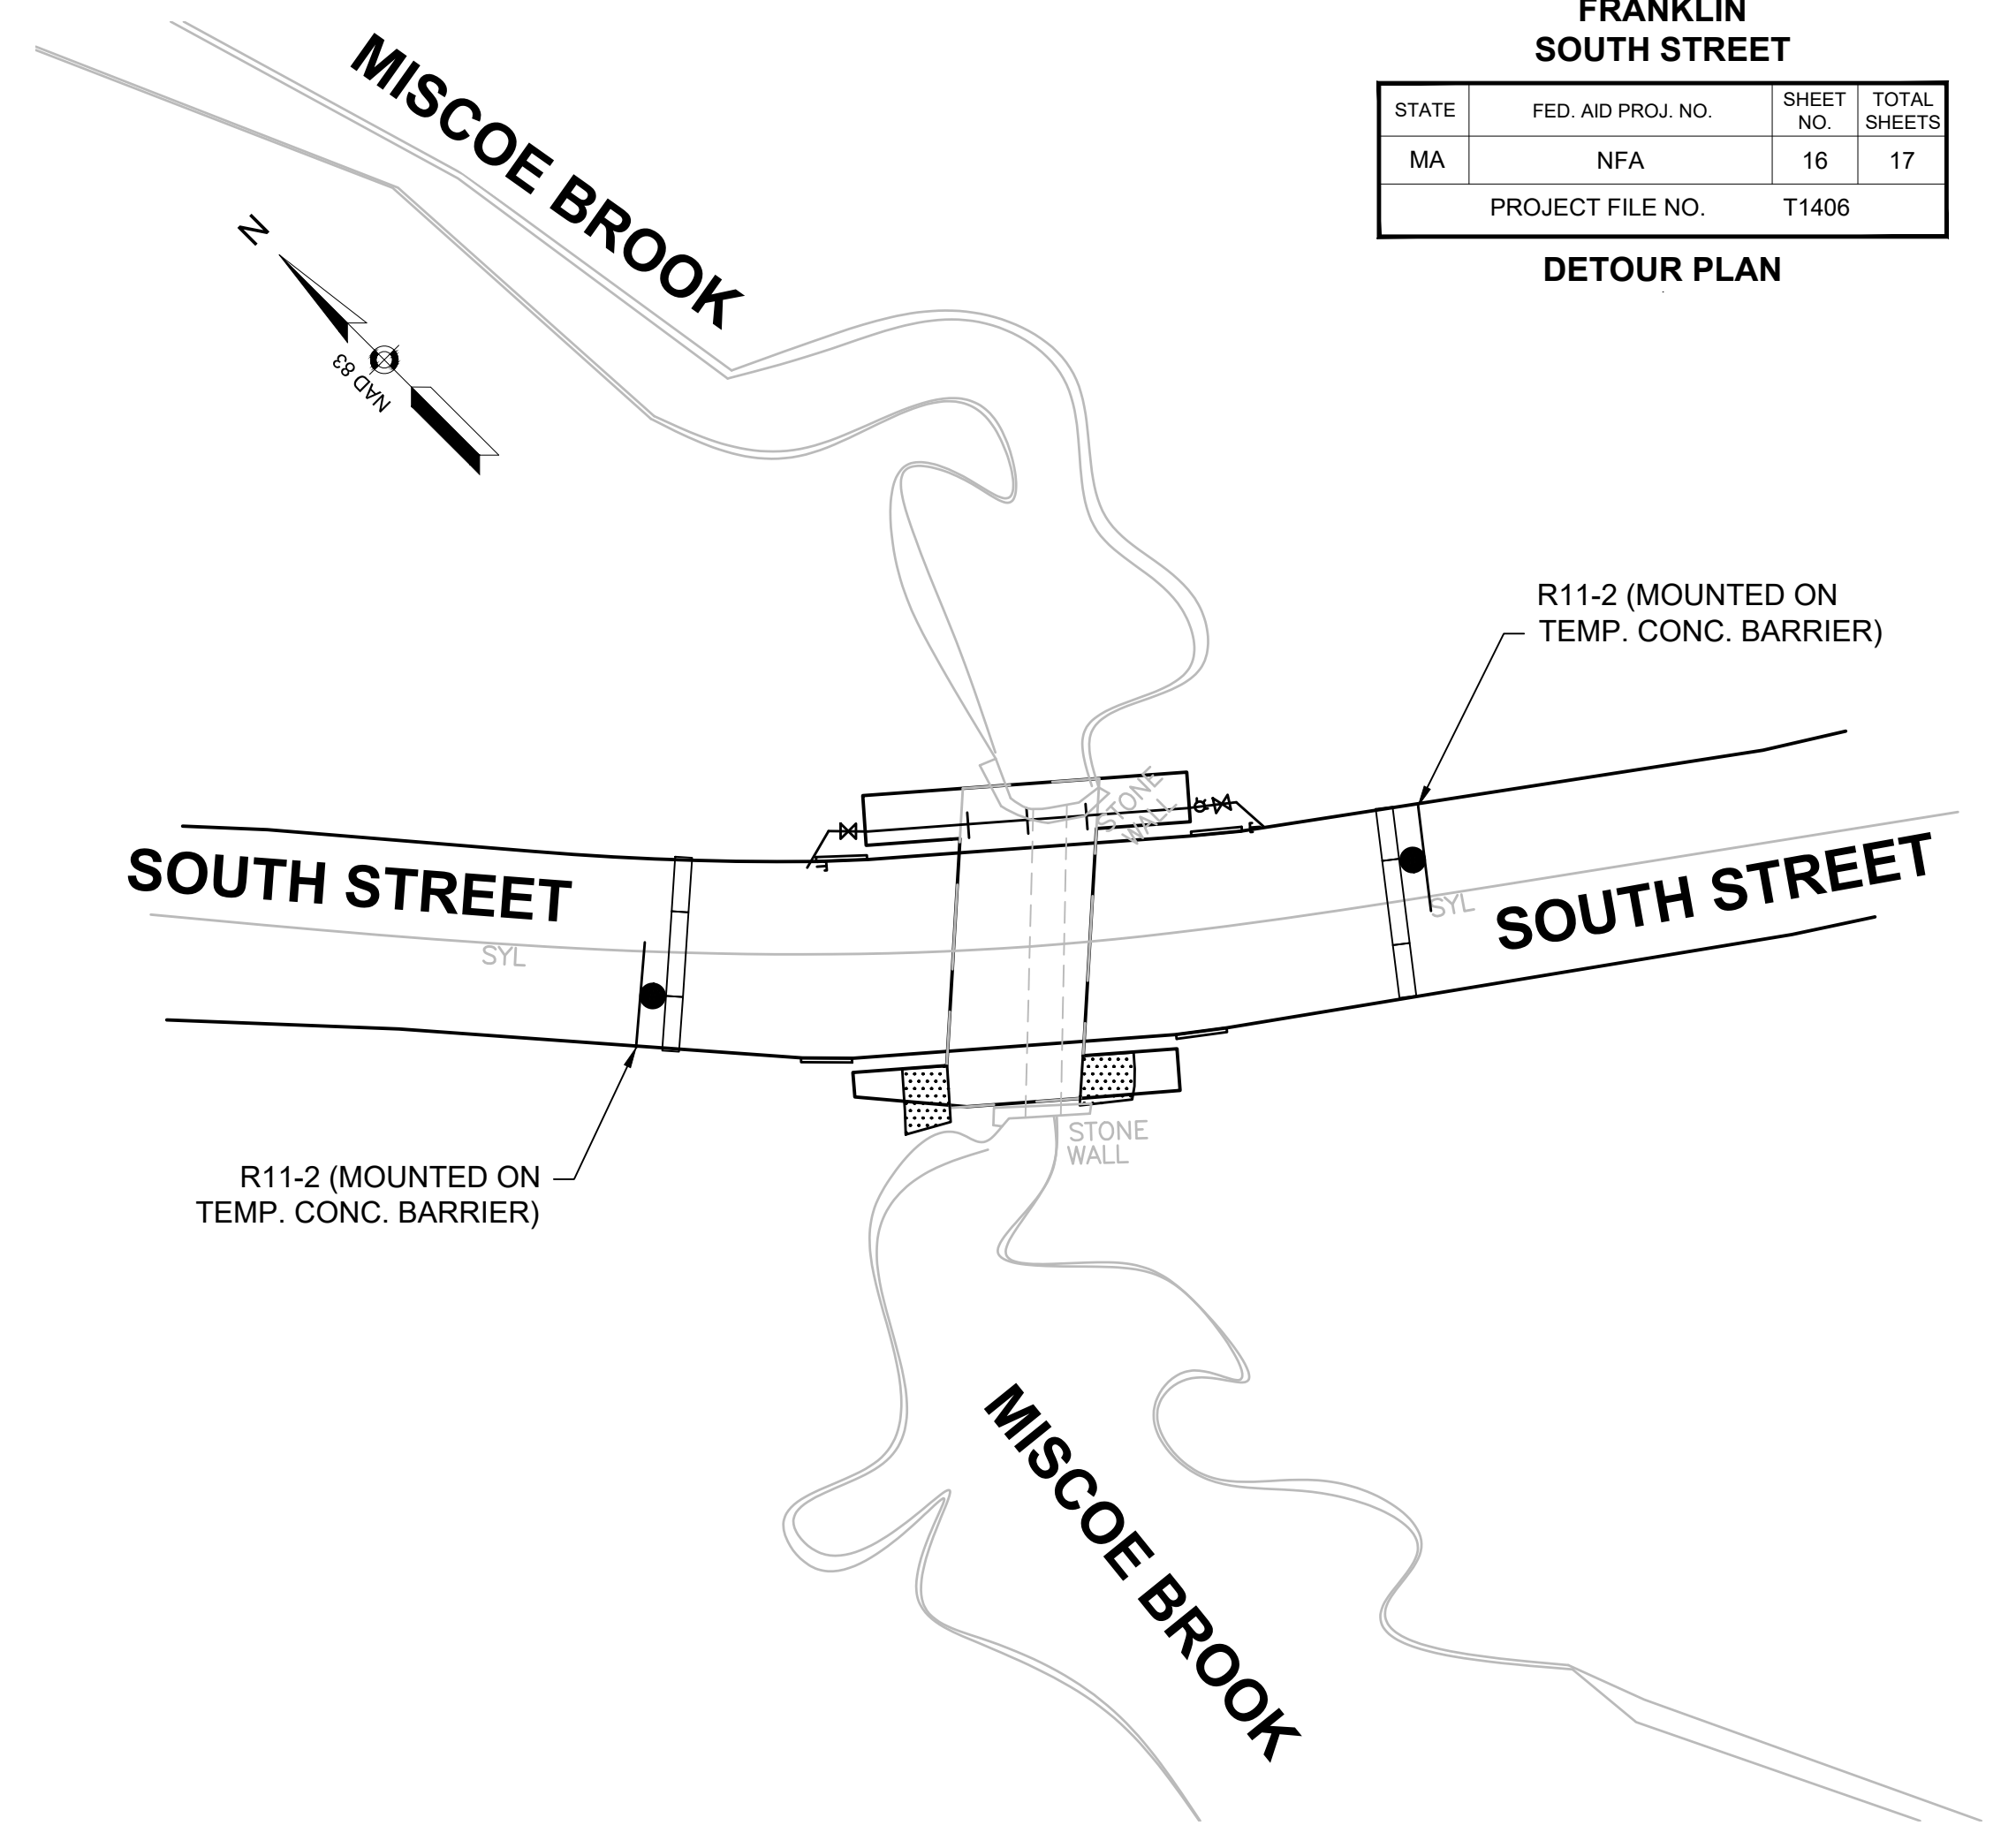 FRANKLIN
SOUTH STREET
STATE FED. AID PROJ. NO. SHEET NO. TOTAL SHEETS
MA NFA 16 17
PROJECT FILE NO. T1406
DETOUR PLAN
MISCOE BROOK
N
NAD 83
R11-2 (MOUNTED ON
TEMP. CONC. BARRIER)
STONE
WALL
SOUTH STREET
SYL
SYL
SOUTH STREET
STONE
WALL
R11-2 (MOUNTED ON
TEMP. CONC. BARRIER)
MISCOE BROOK